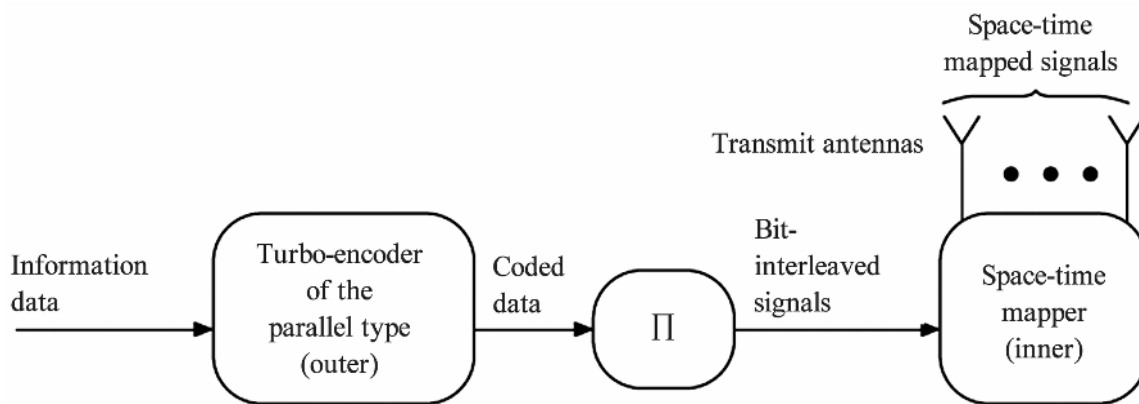 Space-time
mapped signals
Transmit antennas
Information
data
Turbo-encoder
of the
parallel type
(outer)
Coded
data
Π
Bit-
interleaved
signals
Space-time
mapper
(inner)